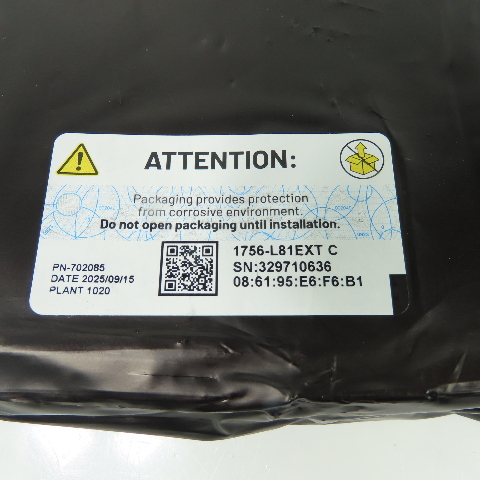 ATTENTION:
Packaging provides protection
from corrosive environment.
Do not open packaging until installation.
PN-702085
DATE 2025/09/15
PLANT 1020
1756-L81EXT C
SN:329710636
08:61:95:E6:F6:B1